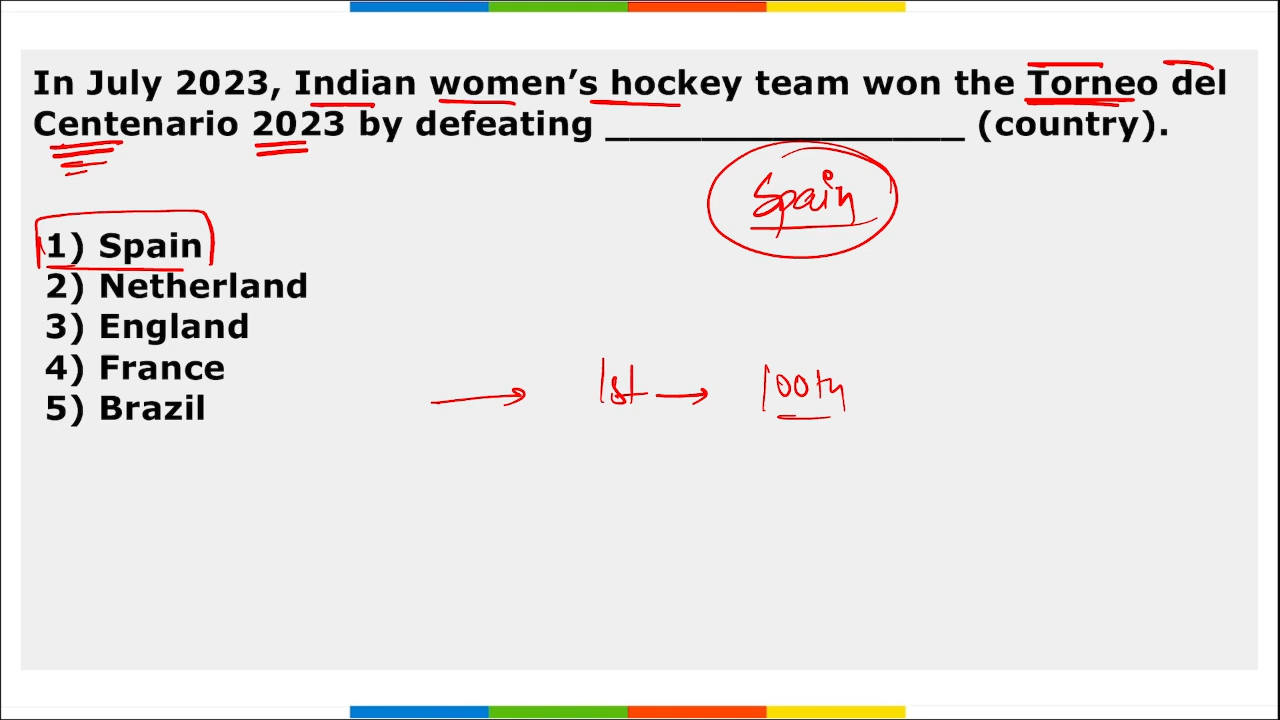 In July 2023, Indian women’s hockey team won the Torneo del
Centenario 2023 by defeating ___________________ (country).
Spain
1) Spain
2) Netherland
3) England
4) France
5) Brazil
1st → 100th